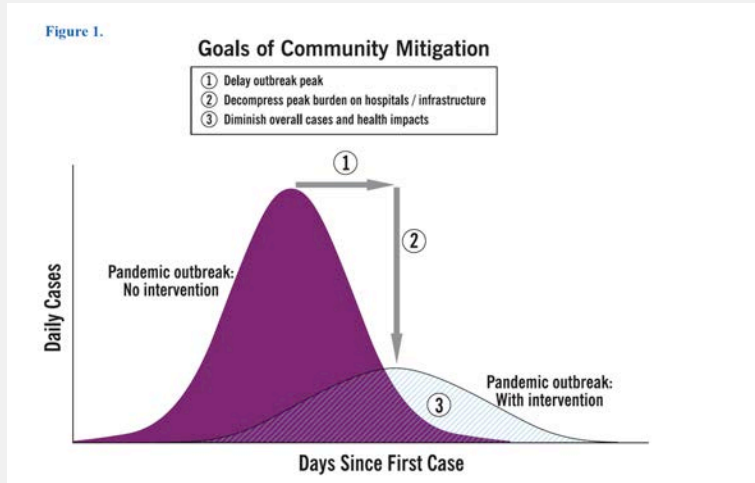 Figure 1.
Goals of Community Mitigation
① Delay outbreak peak
② Decompress peak burden on hospitals / infrastructure
③ Diminish overall cases and health impacts
①
②
Pandemic outbreak:
No intervention
Daily Cases
Pandemic outbreak:
With intervention
③
Days Since First Case